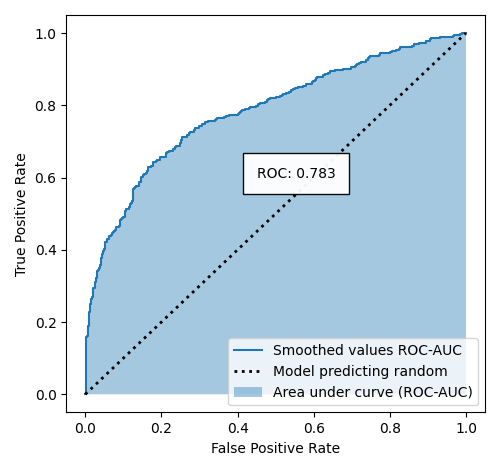 1.0
0.8
0.6
0.4
0.2
0.0
True Positive Rate
ROC: 0.783
Smoothed values ROC-AUC
Model predicting random
Area under curve (ROC-AUC)
0.0 0.2 0.4 0.6 0.8 1.0
False Positive Rate